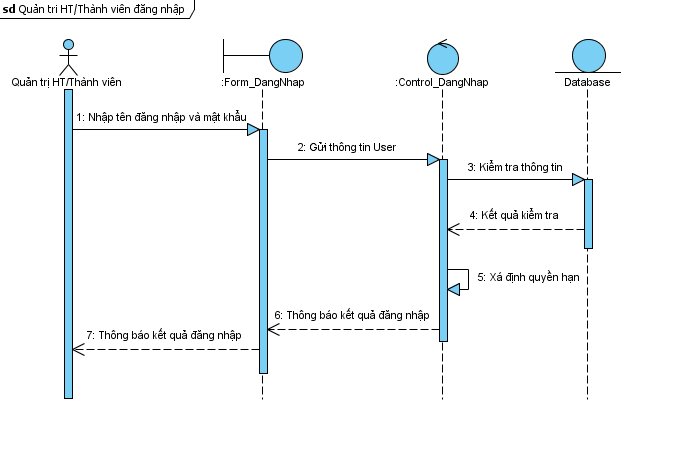 sd Quản trị HT/Thành viên đăng nhập
Quản trị HT/Thành viên
:Form_DangNhap
:Control_DangNhap
Database
1: Nhập tên đăng nhập và mật khẩu
2: Gửi thông tin User
3: Kiểm tra thông tin
4: Kết quả kiểm tra
5: Xá định quyền hạn
6: Thông báo kết quả đăng nhập
7: Thông báo kết quả đăng nhập